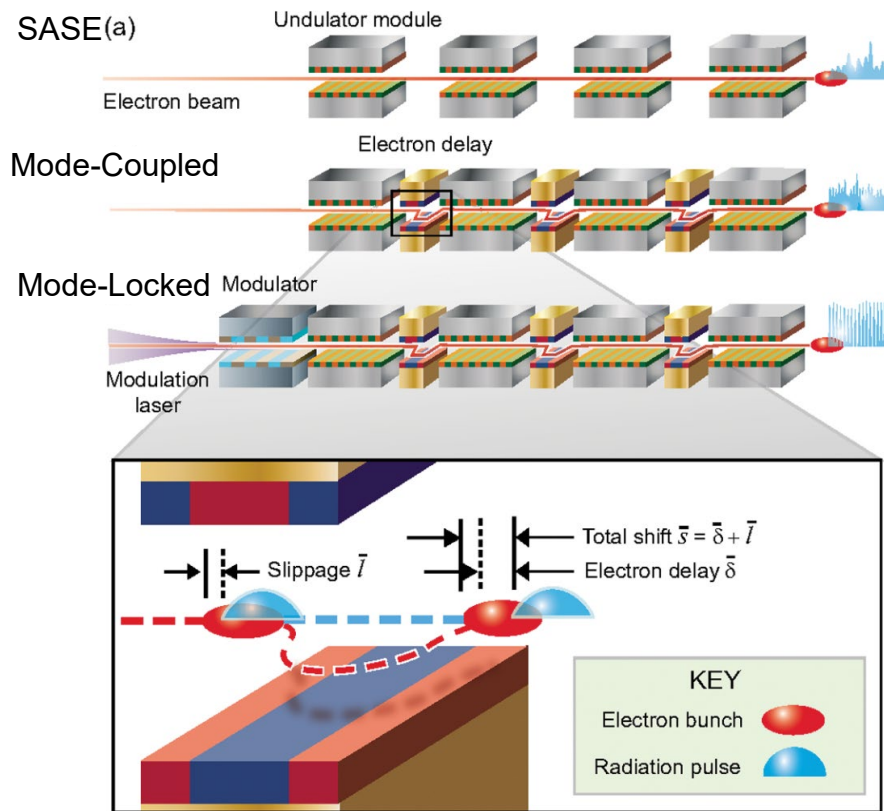 SASE(a)
Undulator module
Electron beam
Electron delay
Mode-Coupled
Mode-Locked
Modulator
Modulation
laser
Total shift s̄ = δ̄ + l̄
Slippage l̄
Electron delay δ̄
KEY
Electron bunch
Radiation pulse